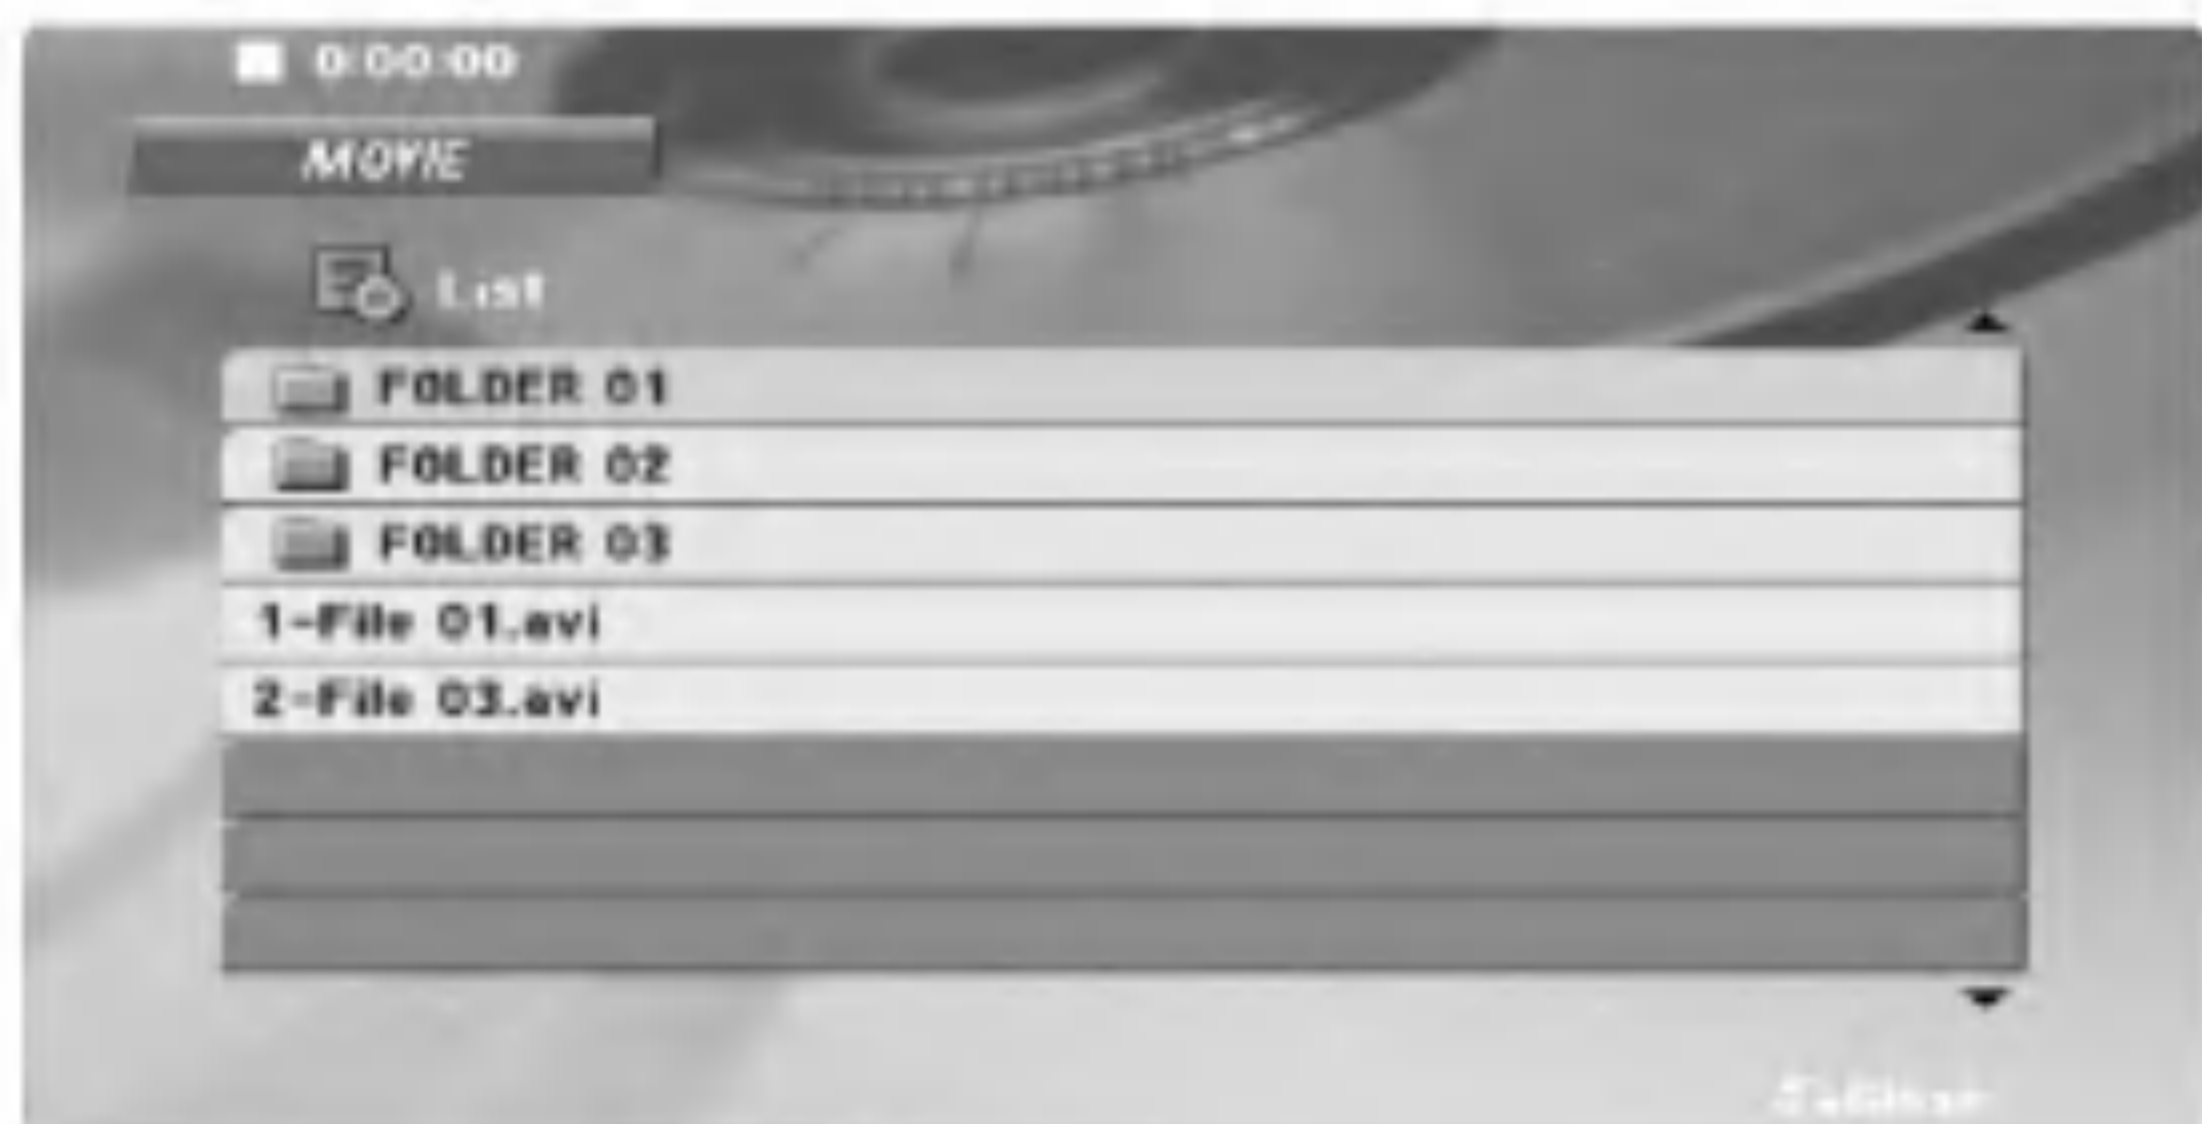 0:00:00
MOVIE
List
FOLDER 01
FOLDER 02
FOLDER 03
1-File 01.avi
2-File 03.avi